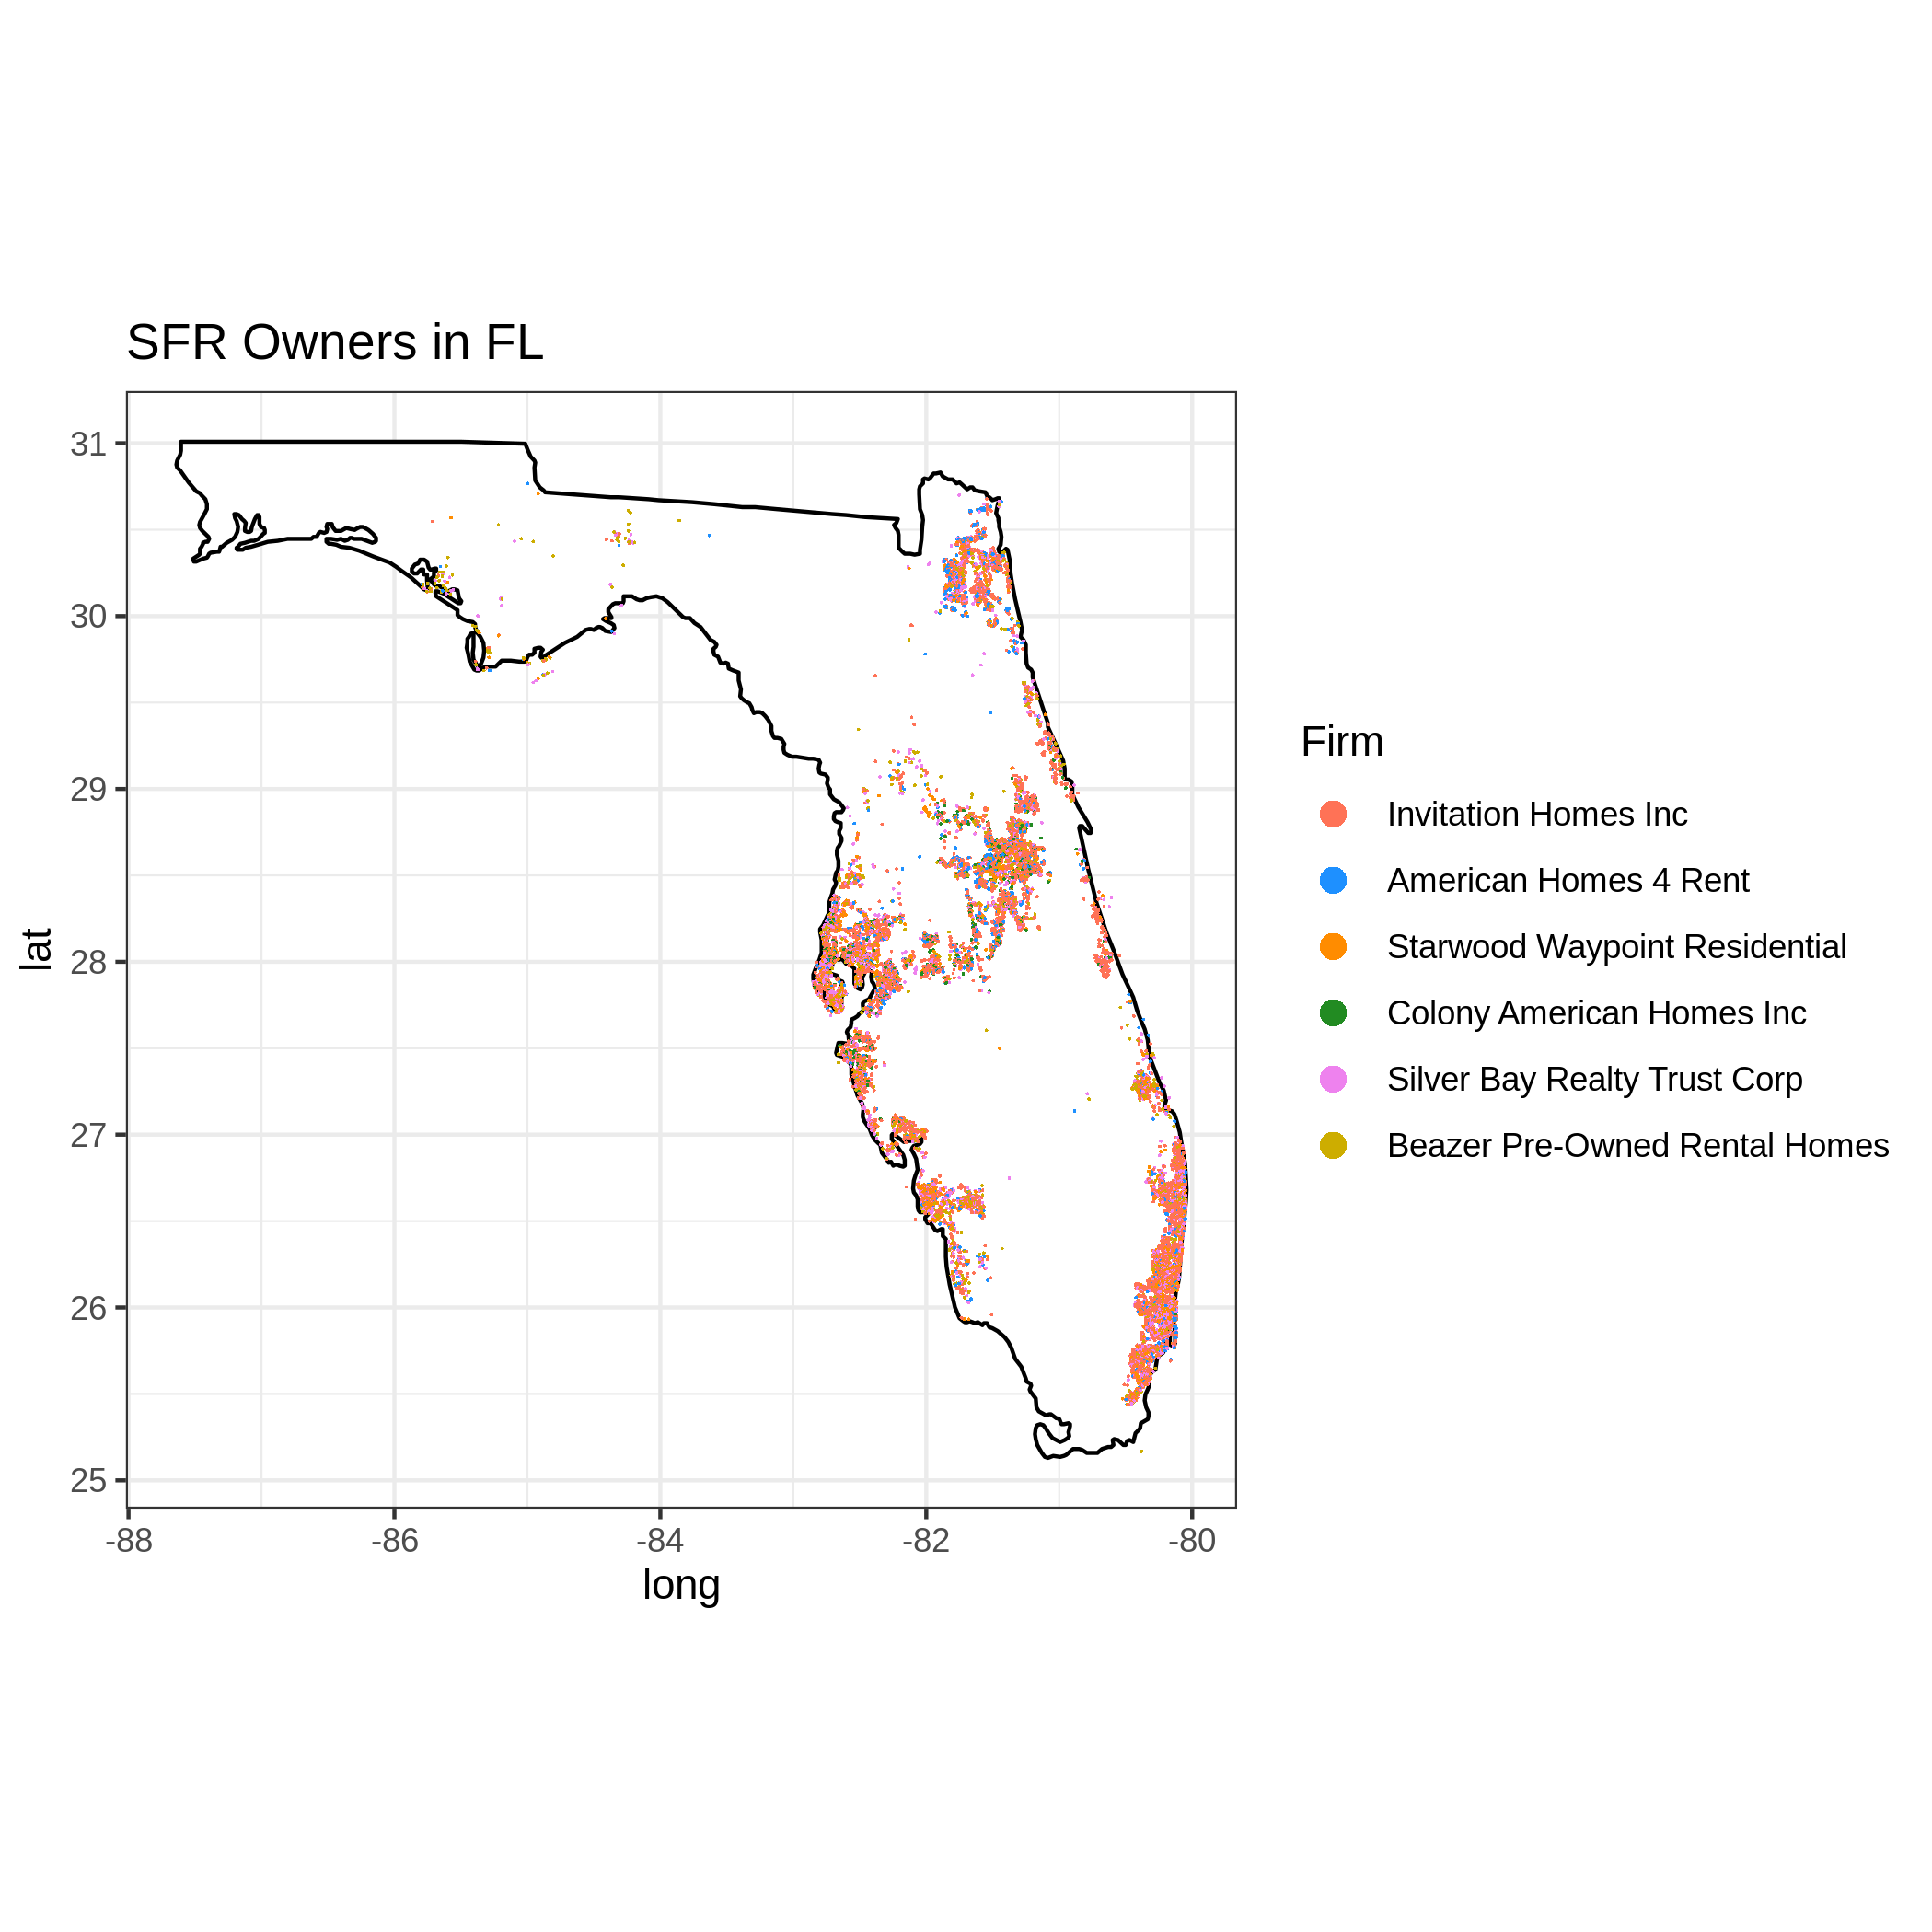 SFR Owners in FL
31
30
29
28
27
26
25
lat
-88
-86
-84
-82
-80
long
Firm
Invitation Homes Inc
American Homes 4 Rent
Starwood Waypoint Residential
Colony American Homes Inc
Silver Bay Realty Trust Corp
Beazer Pre-Owned Rental Homes